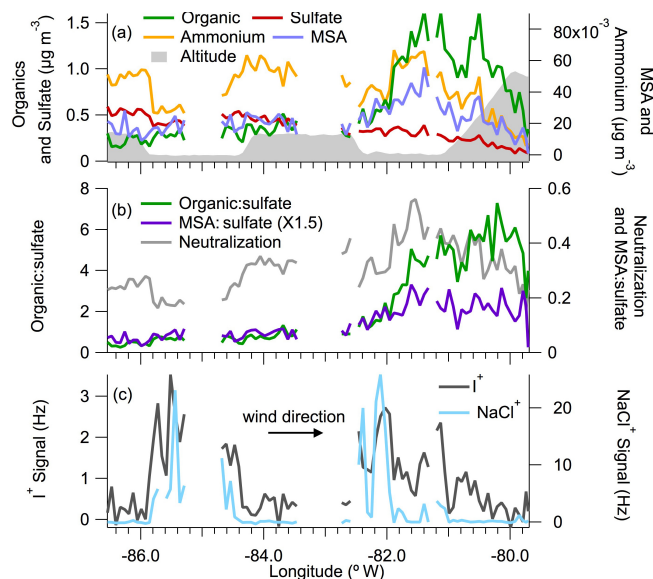 (a)
Organic Sulfate
Ammonium MSA
Altitude
Organics
and Sulfate (µg m-3)
1.5
1.0
0.5
0
MSA and
Ammonium (µg m-3)
80x10-3
60
40
20
0
(b)
Organic:sulfate
MSA: sulfate (X1.5)
Neutralization
Organic:sulfate
8
6
4
2
0
Neutralization
and MSA:sulfate
0.6
0.4
0.2
0.0
(c)
wind direction
I+
NaCl+
I+ Signal (Hz)
3
2
1
0
NaCl+ Signal (Hz)
20
10
0
-86.0 -84.0 -82.0 -80.0
Longitude (º W)